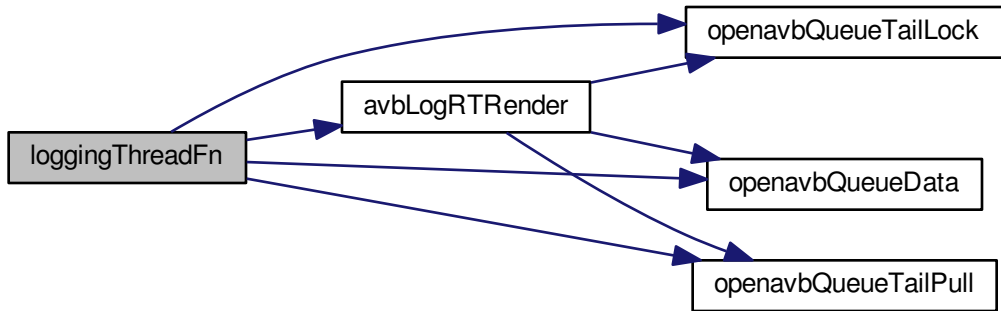 openavbQueueTailLock
avbLogRTRender
loggingThreadFn
openavbQueueData
openavbQueueTailPull